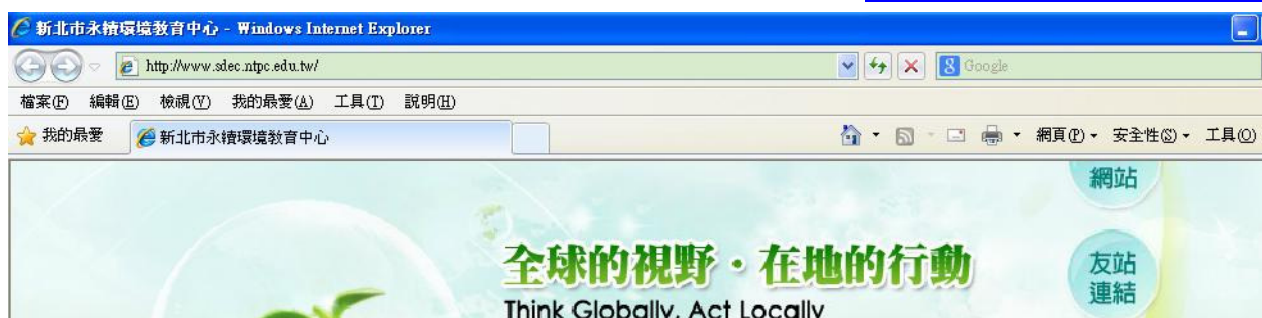 新北市永續環境教育中心 - Windows Internet Explorer
http://www.sdec.ntpc.edu.tw/
Google
檔案(F) 編輯(E) 檢視(V) 我的最愛(A) 工具(T) 說明(H)
我的最愛 新北市永續環境教育中心 網頁(P) 安全性(S) 工具(O)
網站
全球的視野·在地的行動
Think Globally, Act Locally
友站
連結